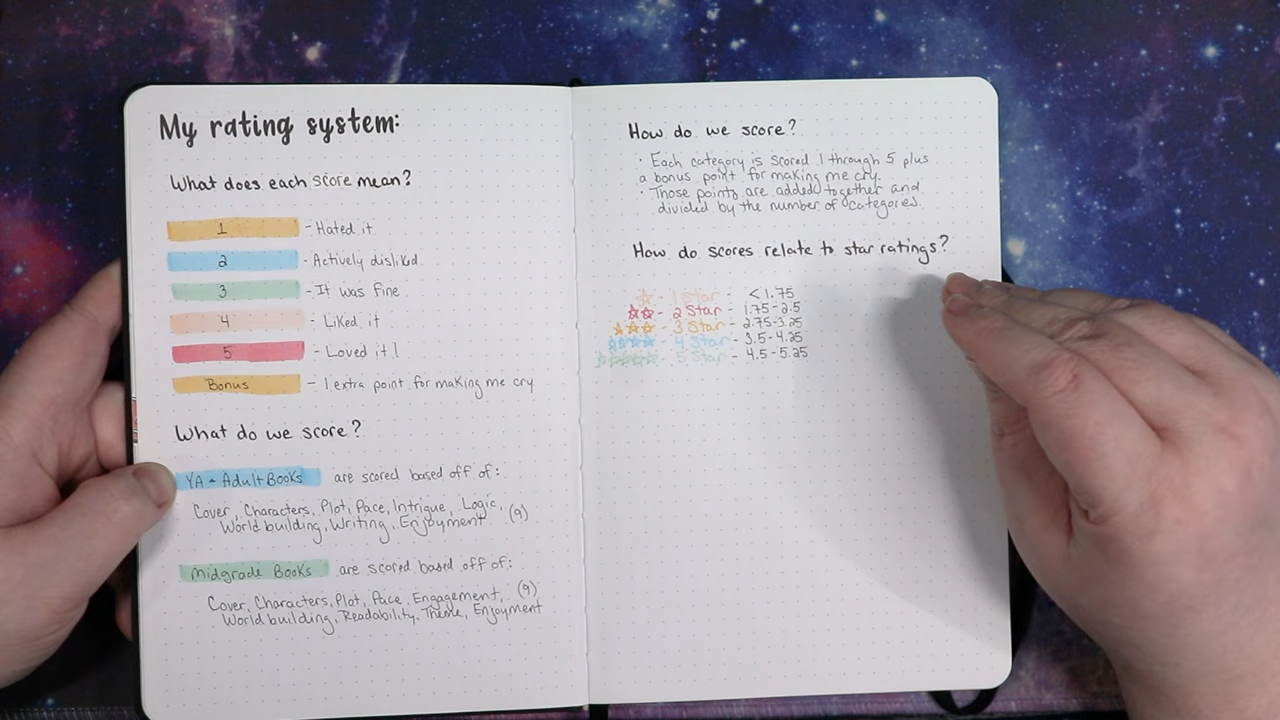 My rating system:
What does each score mean?
1 - Hated it
2 - Actively disliked
3 - It was fine
4 - Liked it
5 - Loved it!
Bonus - 1 extra point for making me cry
What do we score?
YA - Adult Books are scored based off of:
Cover, Characters, Plot, Pace, Intrigue, Logic,
World building, Writing, Enjoyment (9)
Midgrade Books are scored based off of:
Cover, Characters, Plot, Pace, Engagement, (9)
World building, Readability, Theme, Enjoyment
How do we score?
· Each category is scored 1 through 5 plus
a bonus point for making me cry.
· Those points are added together and
divided by the number of categories.
How do scores relate to star ratings?
☆ - 1 Star - <1.75
☆☆ - 2 Star - 1.75-2.5
☆☆☆ - 3 Star - 2.75-3.25
☆☆☆☆ - 4 Star - 3.5-4.25
☆☆☆☆☆ - 5 Star - 4.5-5.25